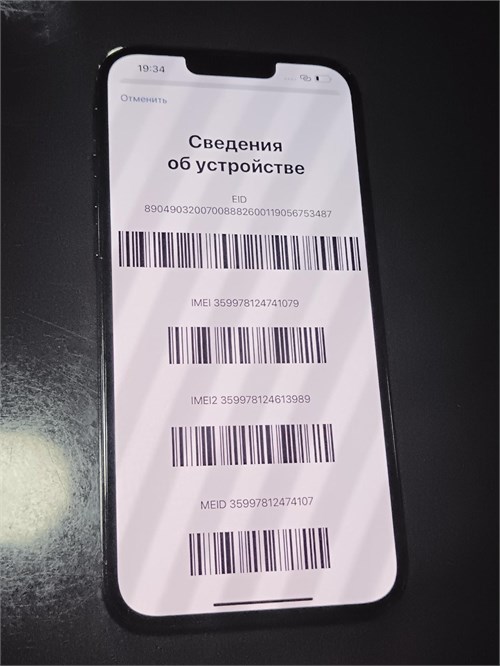 19:34
Отменить
Сведения
об устройстве
EID
89049032007008882600119056753487
IMEI 359978124741079
IMEI2 359978124613989
MEID 35997812474107